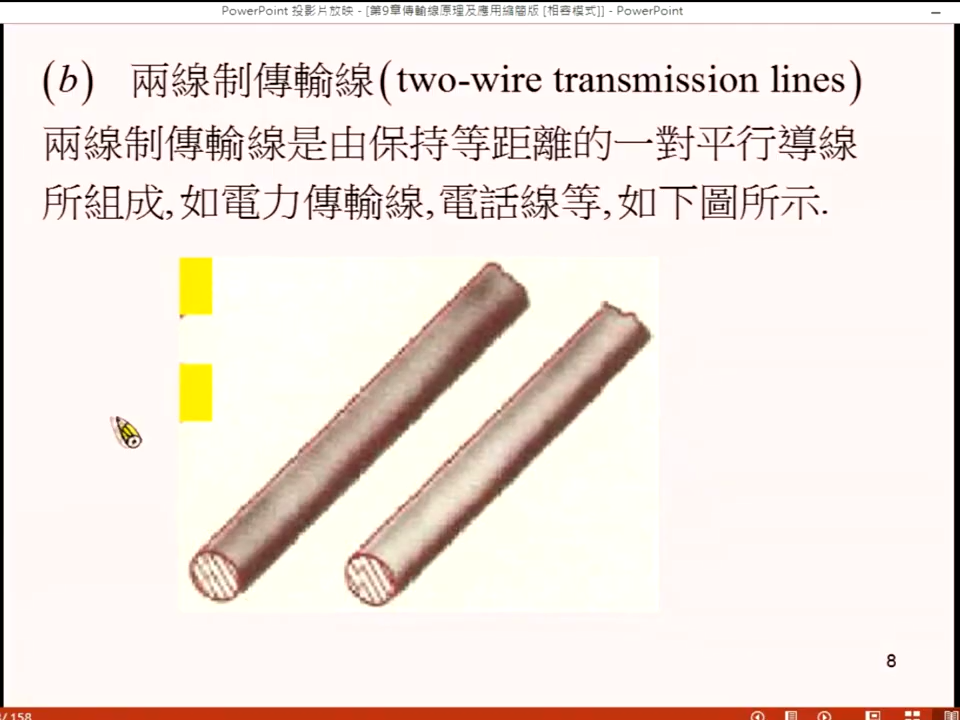 PowerPoint 投影片放映 - [第9章傳輸線原理及應用縮簡版 [相容模式]] - PowerPoint
(b) 兩線制傳輸線(two-wire transmission lines)
兩線制傳輸線是由保持等距離的一對平行導線
所組成,如電力傳輸線,電話線等,如下圖所示.
8
/ 158